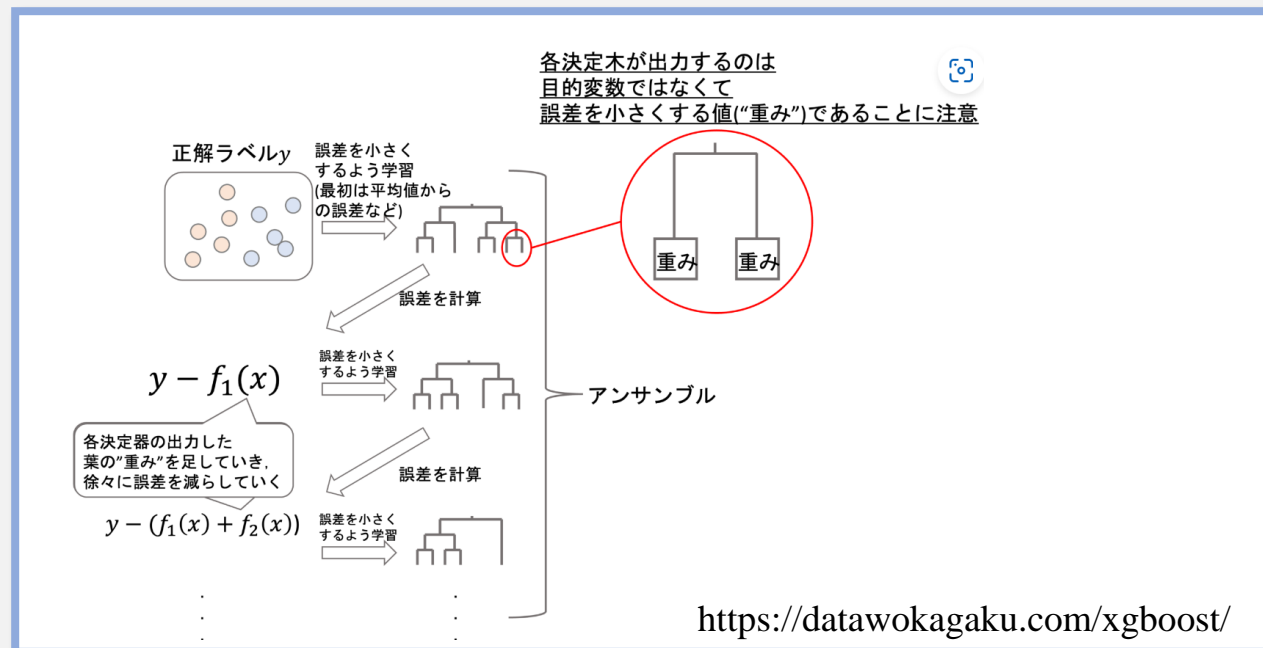 各決定木が出力するのは
目的変数ではなくて
誤差を小さくする値(“重み”)であることに注意
正解ラベルy
誤差を小さく
するよう学習
(最初は平均値から
の誤差など)
重み 重み
誤差を計算
y − f₁(x)
誤差を小さく
するよう学習
アンサンブル
各決定器の出力した
葉の”重み”を足していき,
徐々に誤差を減らしていく
誤差を計算
y − (f₁(x) + f₂(x))
誤差を小さく
するよう学習
https://datawokagaku.com/xgboost/